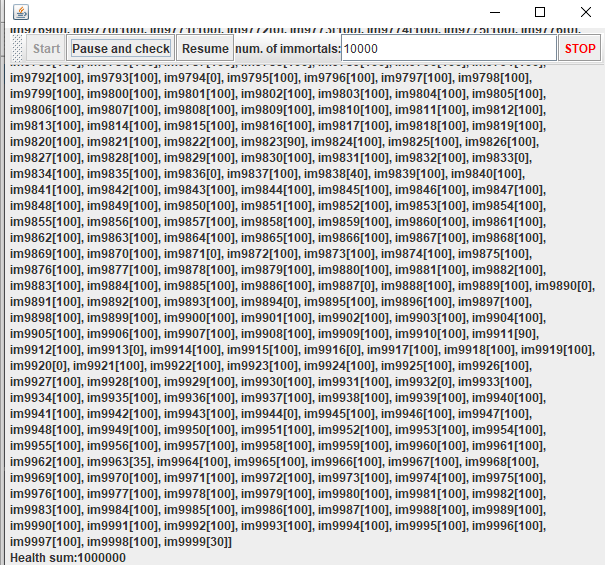 im9769[0], im9770[100], im9771[100], im9772[0], im9773[100], im9774[100], im9775[100], im9776[0],
Start Pause and check Resume num. of immortals: 10000 STOP
im9792[100], im9793[100], im9794[0], im9795[100], im9796[100], im9797[100], im9798[100],
im9799[100], im9800[100], im9801[100], im9802[100], im9803[100], im9804[100], im9805[100],
im9806[100], im9807[100], im9808[100], im9809[100], im9810[100], im9811[100], im9812[100],
im9813[100], im9814[100], im9815[100], im9816[100], im9817[100], im9818[100], im9819[100],
im9820[100], im9821[100], im9822[100], im9823[90], im9824[100], im9825[100], im9826[100],
im9827[100], im9828[100], im9829[100], im9830[100], im9831[100], im9832[100], im9833[0],
im9834[100], im9835[100], im9836[0], im9837[100], im9838[40], im9839[100], im9840[100],
im9841[100], im9842[100], im9843[100], im9844[100], im9845[100], im9846[100], im9847[100],
im9848[100], im9849[100], im9850[100], im9851[100], im9852[100], im9853[100], im9854[100],
im9855[100], im9856[100], im9857[100], im9858[100], im9859[100], im9860[100], im9861[100],
im9862[100], im9863[100], im9864[100], im9865[100], im9866[100], im9867[100], im9868[100],
im9869[100], im9870[100], im9871[0], im9872[100], im9873[100], im9874[100], im9875[100],
im9876[100], im9877[100], im9878[100], im9879[100], im9880[100], im9881[100], im9882[100],
im9883[100], im9884[100], im9885[100], im9886[100], im9887[0], im9888[100], im9889[100], im9890[0],
im9891[100], im9892[100], im9893[100], im9894[0], im9895[100], im9896[100], im9897[100],
im9898[100], im9899[100], im9900[100], im9901[100], im9902[100], im9903[100], im9904[100],
im9905[100], im9906[100], im9907[100], im9908[100], im9909[100], im9910[100], im9911[90],
im9912[100], im9913[0], im9914[100], im9915[100], im9916[0], im9917[100], im9918[100], im9919[100],
im9920[0], im9921[100], im9922[100], im9923[100], im9924[100], im9925[100], im9926[100],
im9927[100], im9928[100], im9929[100], im9930[100], im9931[100], im9932[0], im9933[100],
im9934[100], im9935[100], im9936[100], im9937[100], im9938[100], im9939[100], im9940[100],
im9941[100], im9942[100], im9943[100], im9944[0], im9945[100], im9946[100], im9947[100],
im9948[100], im9949[100], im9950[100], im9951[100], im9952[100], im9953[100], im9954[100],
im9955[100], im9956[100], im9957[100], im9958[100], im9959[100], im9960[100], im9961[100],
im9962[100], im9963[35], im9964[100], im9965[100], im9966[100], im9967[100], im9968[100],
im9969[100], im9970[100], im9971[100], im9972[100], im9973[100], im9974[100], im9975[100],
im9976[100], im9977[100], im9978[100], im9979[100], im9980[100], im9981[100], im9982[100],
im9983[100], im9984[100], im9985[100], im9986[100], im9987[100], im9988[100], im9989[100],
im9990[100], im9991[100], im9992[100], im9993[100], im9994[100], im9995[100], im9996[100],
im9997[100], im9998[100], im9999[30]]
Health sum:1000000